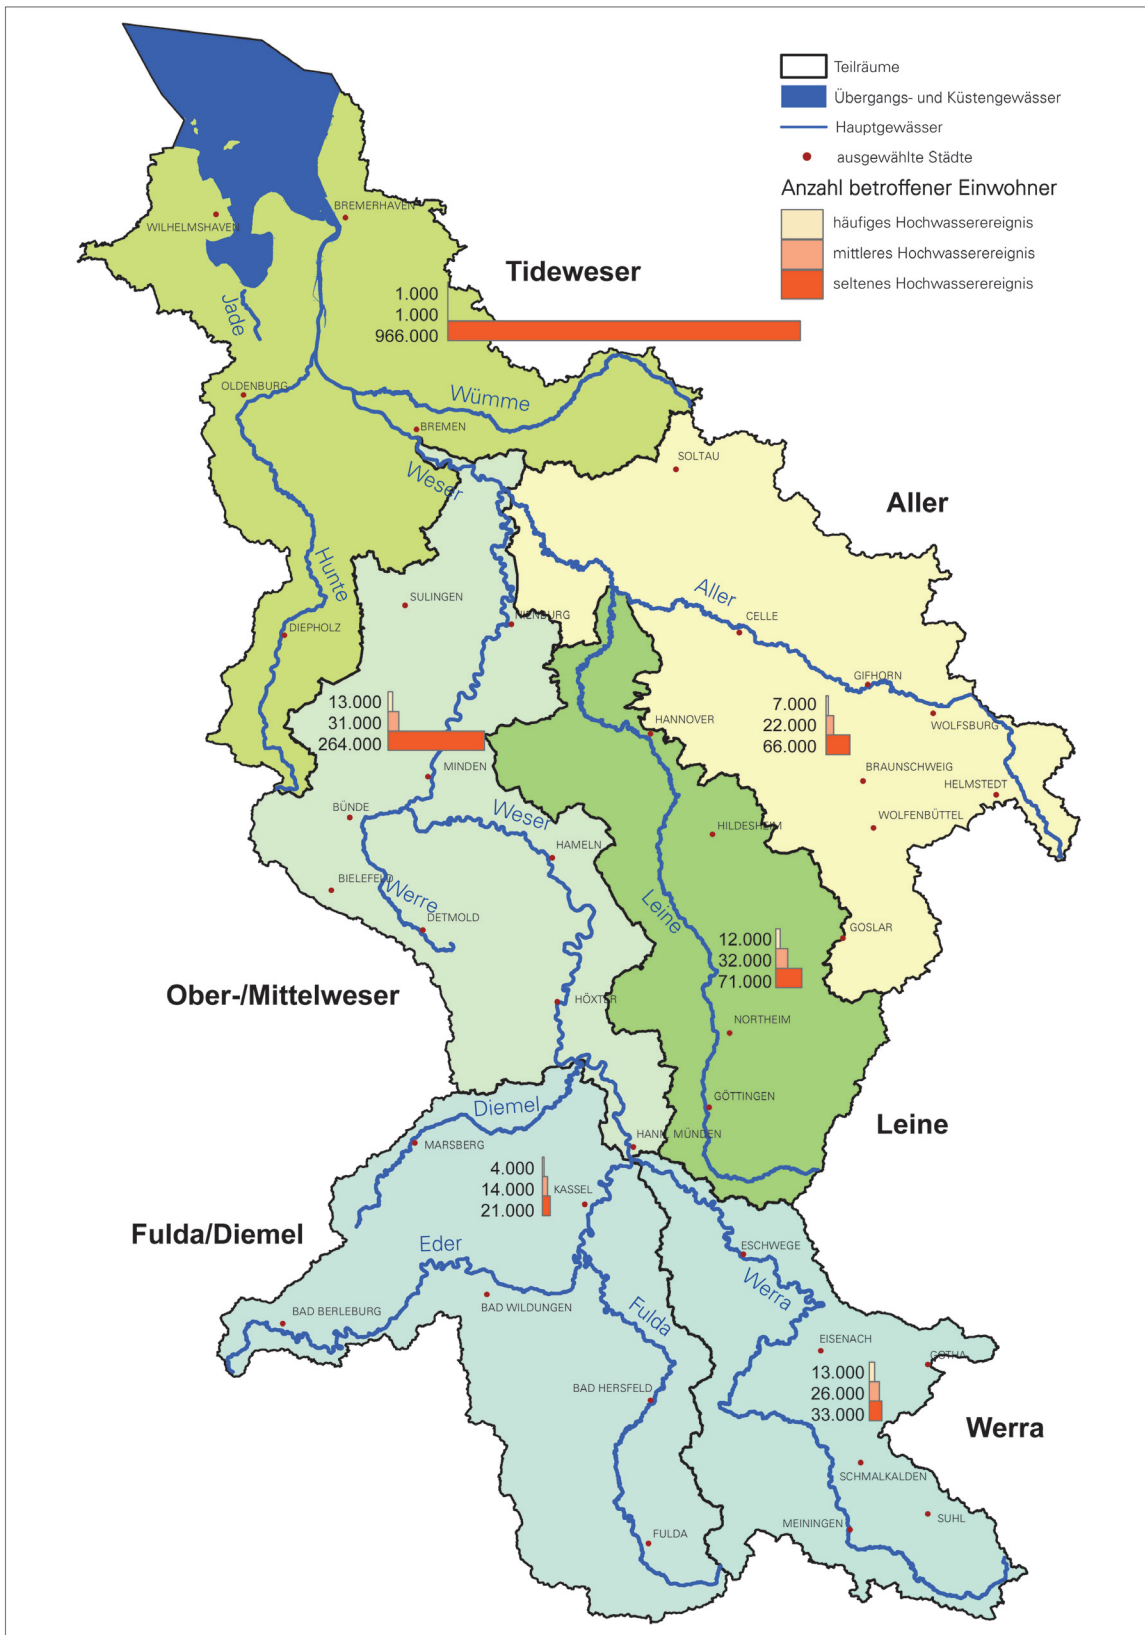 Teilräume
Übergangs- und Küstengewässer
Hauptgewässer
ausgewählte Städte
Anzahl betroffener Einwohner
häufiges Hochwasserereignis
mittleres Hochwasserereignis
seltenes Hochwasserereignis
BREMERHAVEN
WILHELMSHAVEN
Tideweser
1.000
1.000
966.000
Jade
OLDENBURG
Wümme
BREMEN
SOLTAU
Weser
Aller
Hunte
Aller
SULINGEN
NIENBURG
CELLE
DIEPHOLZ
GIFHORN
13.000
31.000
264.000
HANNOVER
7.000
22.000
66.000
WOLFSBURG
MINDEN
BRAUNSCHWEIG
HELMSTEDT
BÜNDE
Weser
WOLFENBÜTTEL
HILDESHEIM
HAMELN
BIELEFELD
Werre
DETMOLD
Leine
GOSLAR
12.000
32.000
71.000
Ober-/Mittelweser
HÖXTER
NORTHEIM
Diemel
GÖTTINGEN
Leine
MARSBERG
HANN. MÜNDEN
4.000
14.000
21.000
KASSEL
Fulda/Diemel
Eder
ESCHWEGE
Werra
BAD WILDUNGEN
BAD BERLEBURG
Fulda
EISENACH
GOTHA
13.000
26.000
33.000
BAD HERSFELD
Werra
SCHMALKALDEN
SUHL
MEININGEN
FULDA